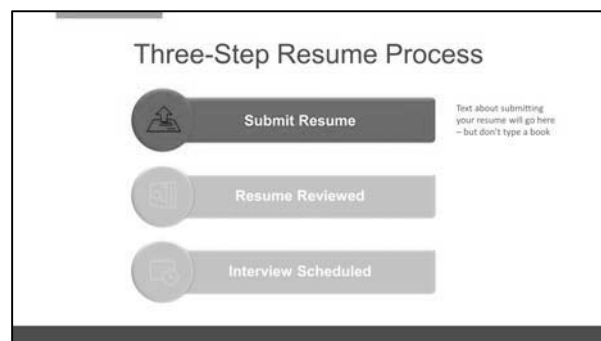 Three-Step Resume Process
Submit Resume
Text about submitting
your resume will go here
– but don't type a book
Resume Reviewed
Interview Scheduled